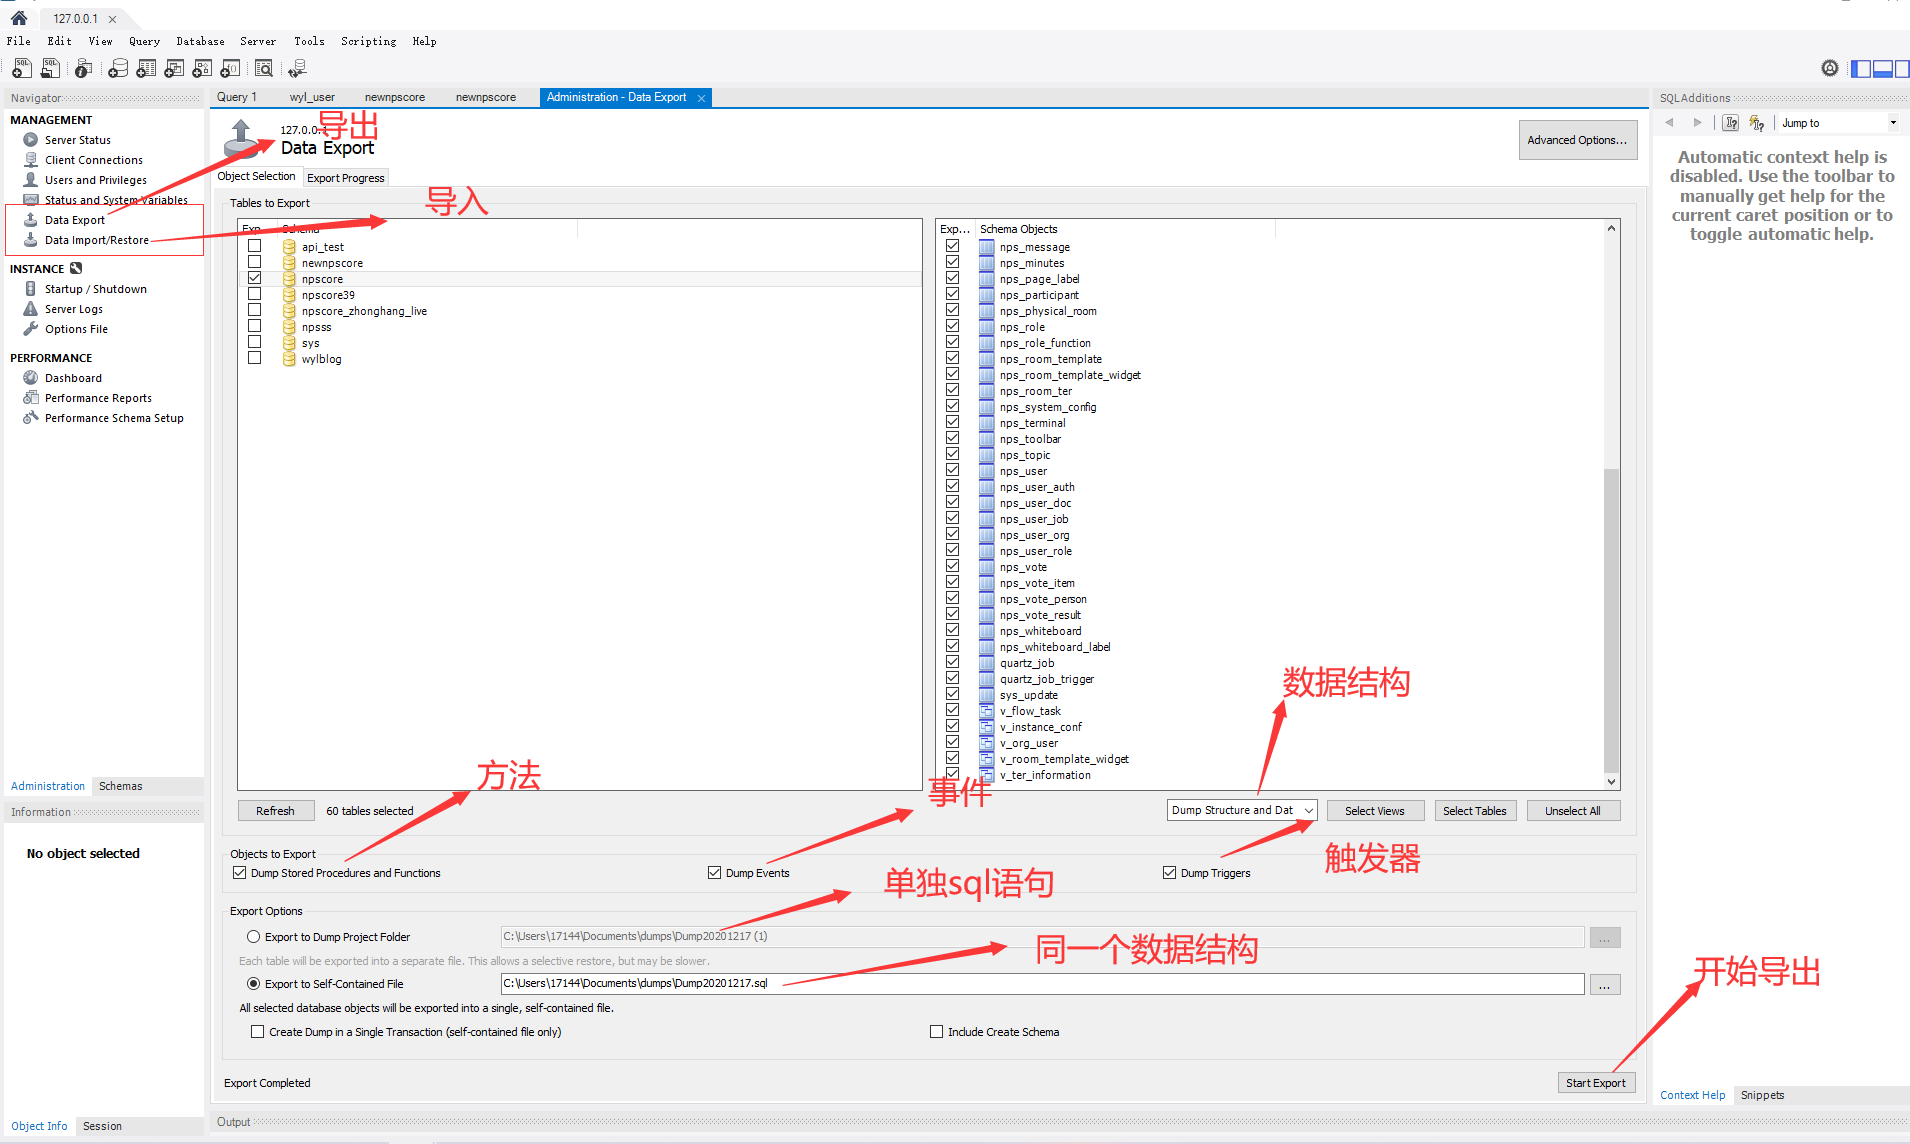 127.0.0.1
File Edit View Query Database Server Tools Scripting Help
Navigator
MANAGEMENT
Server Status
Client Connections
Users and Privileges
Status and System Variables
Data Export
Data Import/Restore
INSTANCE
Startup / Shutdown
Server Logs
Options File
PERFORMANCE
Dashboard
Performance Reports
Performance Schema Setup
Administration Schemas
Information
No object selected
Object Info Session
Query 1 wyl_user newnpscore newnpscore Administration - Data Export
127.0.0.1
导出
Data Export
Advanced Options...
Object Selection Export Progress
导入
Tables to Export
Exp... Schema
api_test
newnpscore
npscore
npscore39
npscore_zhonghang_live
npsss
sys
wylblog
Exp... Schema Objects
nps_message
nps_minutes
nps_page_label
nps_participant
nps_physical_room
nps_role
nps_role_function
nps_room_template
nps_room_template_widget
nps_room_ter
nps_system_config
nps_terminal
nps_toolbar
nps_topic
nps_user
nps_user_auth
nps_user_doc
nps_user_job
nps_user_org
nps_user_role
nps_vote
nps_vote_item
nps_vote_person
nps_vote_result
nps_whiteboard
nps_whiteboard_label
quartz_job
quartz_job_trigger
sys_update
v_flow_task
v_instance_conf
v_org_user
v_room_template_widget
v_ter_information
数据结构
方法
事件
Refresh 60 tables selected
Dump Structure and Dat Select Views Select Tables Unselect All
触发器
Objects to Export
Dump Stored Procedures and Functions Dump Events Dump Triggers
单独sql语句
Export Options
Export to Dump Project Folder C:\Users\17144\Documents\dumps\Dump20201217 (1) ...
同一个数据结构
Each table will be exported into a separate file. This allows a selective restore, but may be slower.
Export to Self-Contained File C:\Users\17144\Documents\dumps\Dump20201217.sql ...
All selected database objects will be exported into a single, self-contained file.
Create Dump in a Single Transaction (self-contained file only) Include Create Schema
开始导出
Export Completed
Start Export
Output
SQLAdditions
Jump to
Automatic context help is
disabled. Use the toolbar to
manually get help for the
current caret position or to
toggle automatic help.
Context Help Snippets